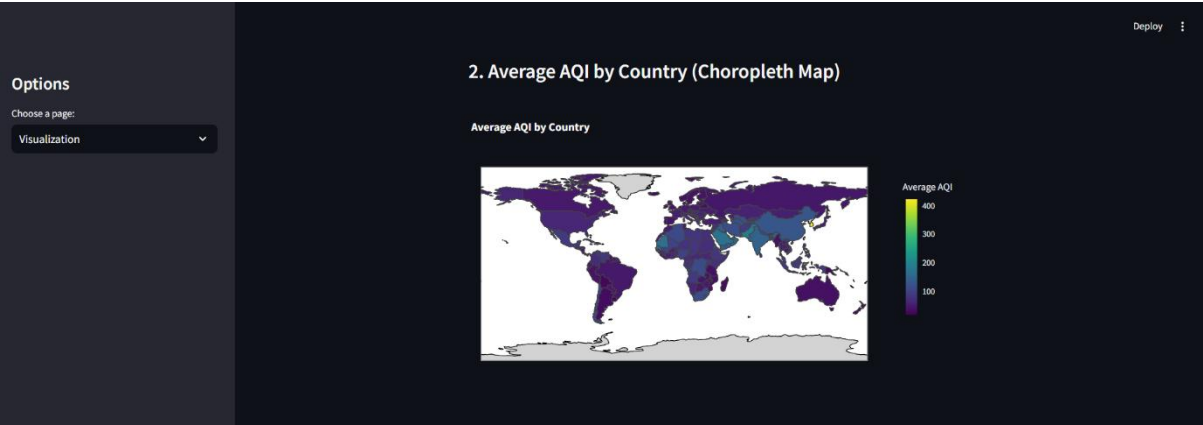 Deploy
Options
Choose a page:
Visualization
2. Average AQI by Country (Choropleth Map)
Average AQI by Country
Average AQI
400
300
200
100